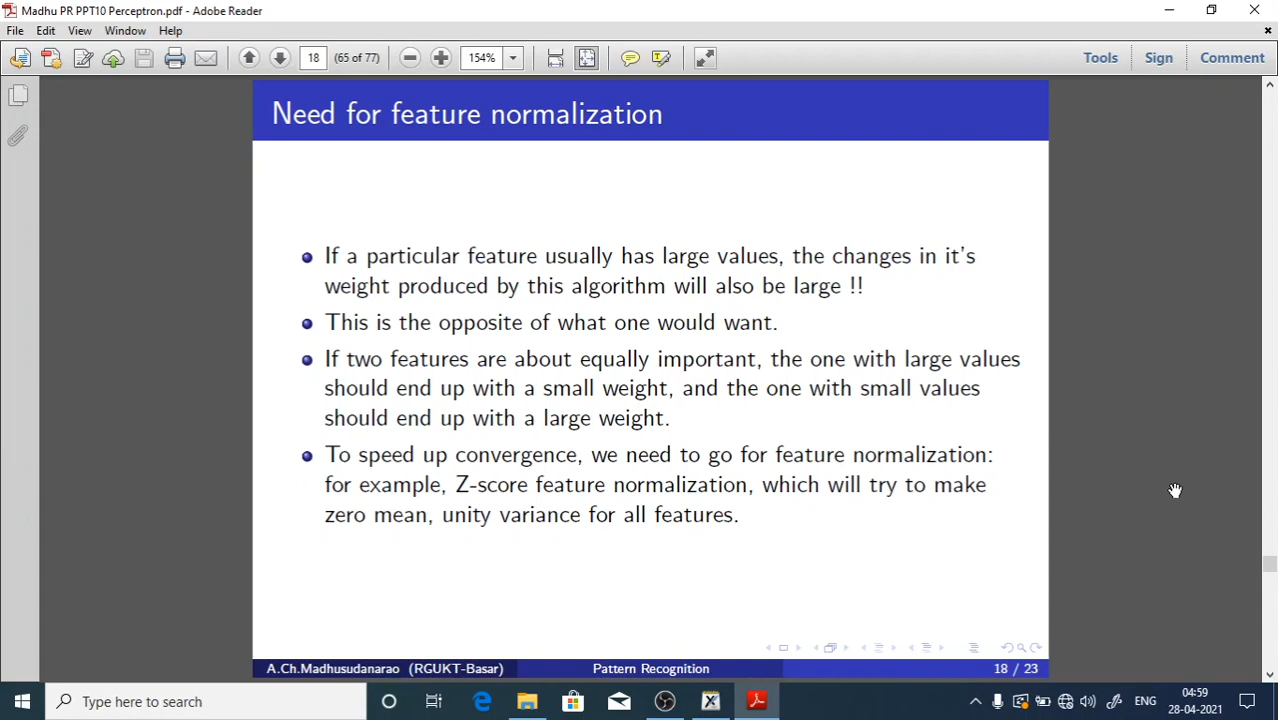 Madhu PR PPT10 Perceptron.pdf - Adobe Reader
File Edit View Window Help
18 (65 of 77) 154% Tools Sign Comment
Need for feature normalization
If a particular feature usually has large values, the changes in it's
weight produced by this algorithm will also be large !!
This is the opposite of what one would want.
If two features are about equally important, the one with large values
should end up with a small weight, and the one with small values
should end up with a large weight.
To speed up convergence, we need to go for feature normalization:
for example, Z-score feature normalization, which will try to make
zero mean, unity variance for all features.
A.Ch.Madhusudanarao (RGUKT-Basar) Pattern Recognition 18 / 23
Type here to search
ENG
04:59
28-04-2021